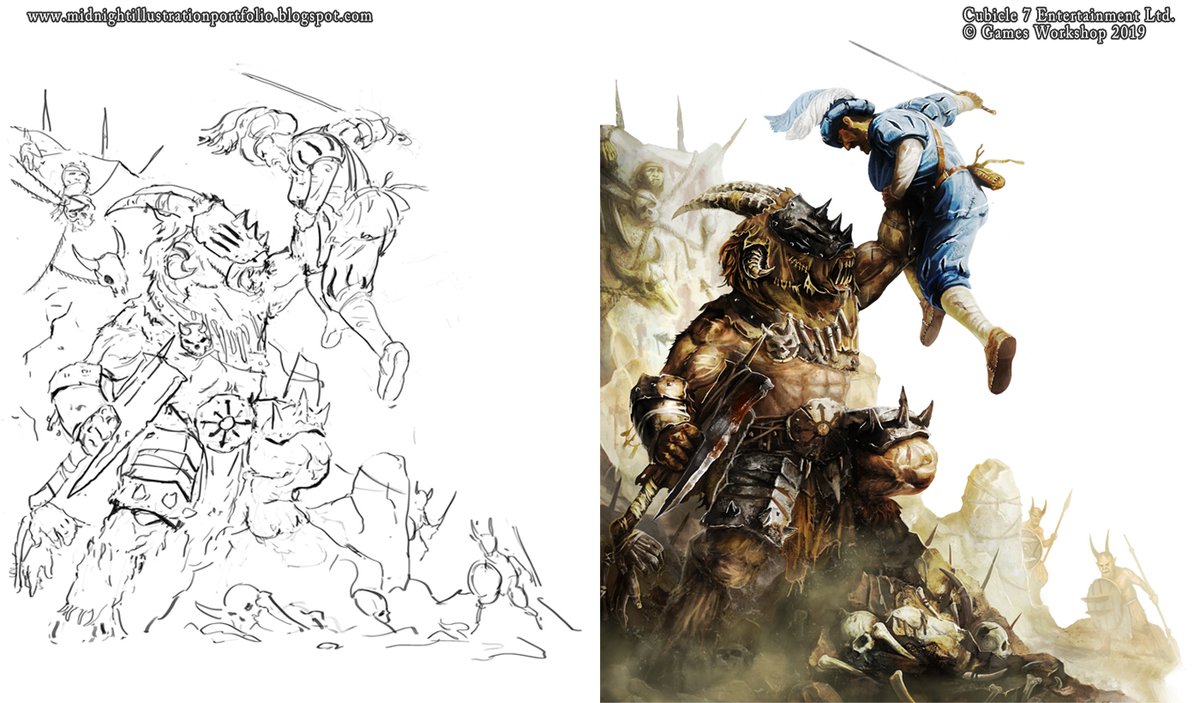 www.midnightillustrationportfolio.blogspot.com
Cubicle 7 Entertainment Ltd.
© Games Workshop 2019